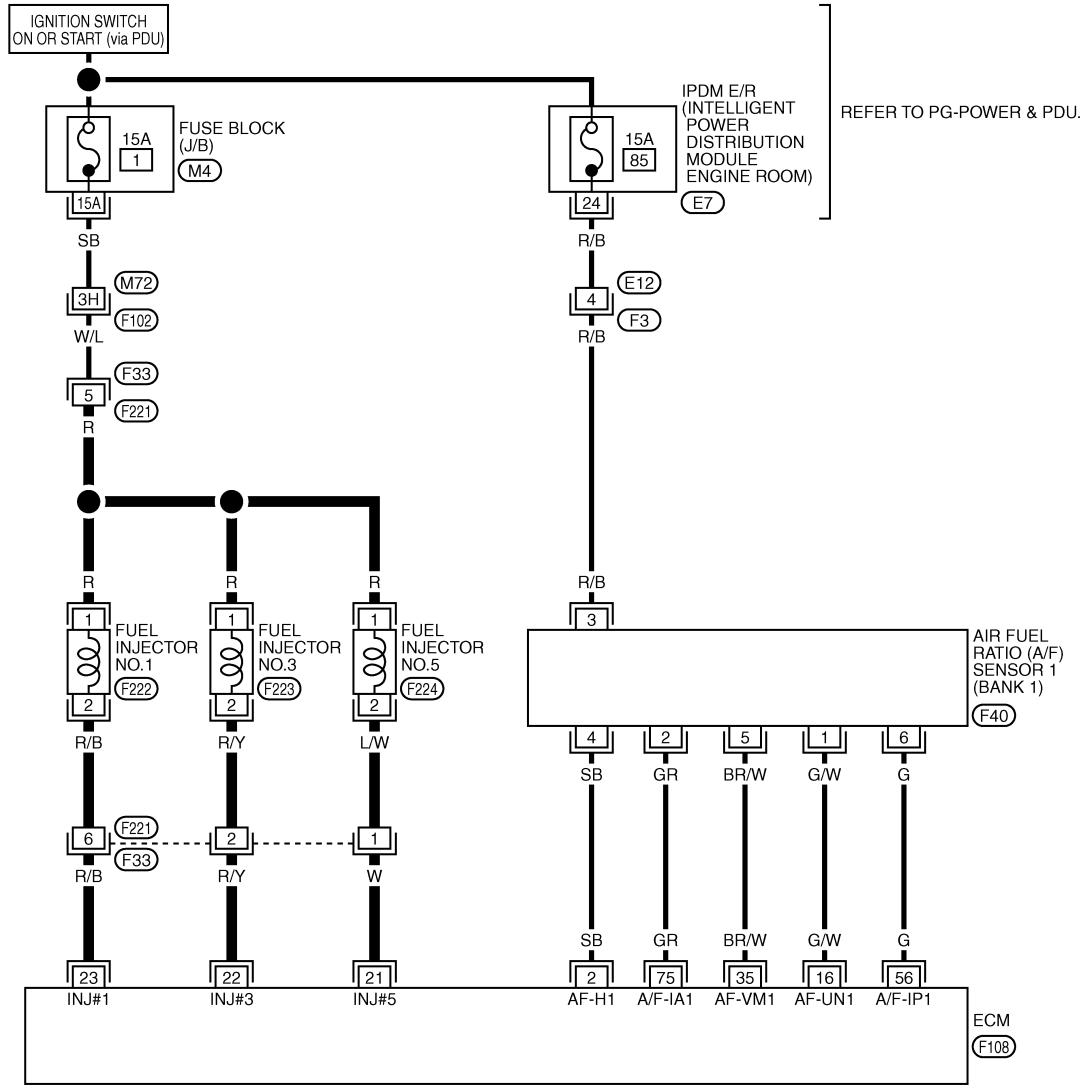 IGNITION SWITCH
ON OR START (via PDU)
15A
1
FUSE BLOCK
(J/B)
M4
15A
85
IPDM E/R
(INTELLIGENT
POWER
DISTRIBUTION
MODULE
ENGINE ROOM)
E7
REFER TO PG-POWER & PDU.
15A
24
SB
R/B
3H
M72
F102
4
E12
F3
W/L
R/B
5
F33
F221
R
R
R
R
R/B
1
1
1
3
FUEL
INJECTOR
NO.1
F222
FUEL
INJECTOR
NO.3
F223
FUEL
INJECTOR
NO.5
F224
AIR FUEL
RATIO (A/F)
SENSOR 1
(BANK 1)
F40
2
2
2
4
2
5
1
6
R/B
R/Y
L/W
SB
GR
BR/W
G/W
G
6
F221
F33
2
1
R/B
R/Y
W
SB
GR
BR/W
G/W
G
23
22
21
2
75
35
16
56
INJ#1
INJ#3
INJ#5
AF-H1
A/F-IA1
AF-VM1
AF-UN1
A/F-IP1
ECM
F108